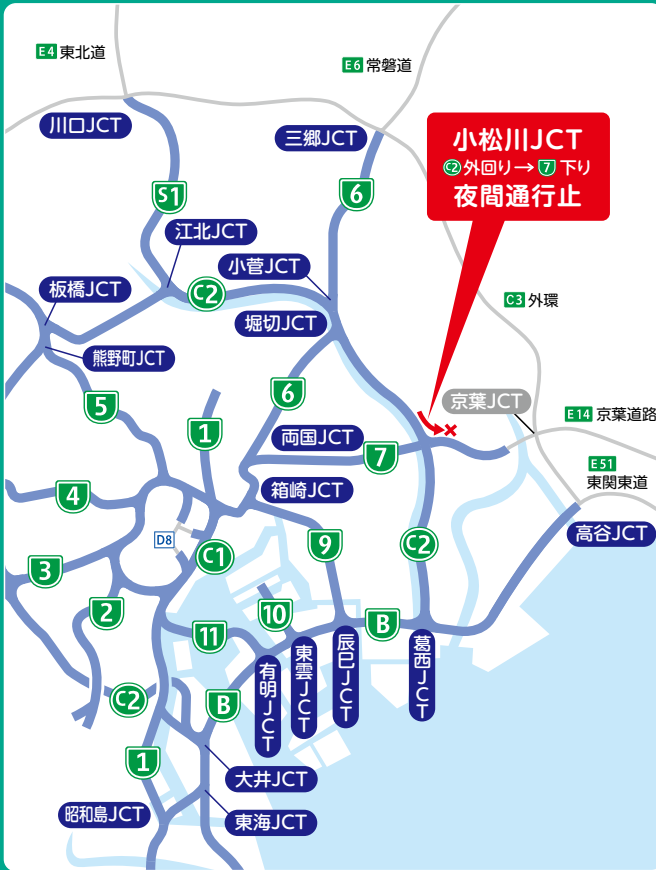 E4 東北道
E6 常磐道
川口JCT
三郷JCT
小松川JCT
C2 外回り→ 7 下り
夜間通行止
S1
6
江北JCT
小菅JCT
板橋JCT
C2
C3 外環
堀切JCT
熊野町JCT
6
京葉JCT
5
E14 京葉道路
1
両国JCT
7
E51
東関東道
箱崎JCT
4
高谷JCT
D8
9
C2
C1
3
2
10
B
11
辰巳JCT
葛西JCT
東雲JCT
有明JCT
C2
B
1
大井JCT
昭和島JCT
東海JCT